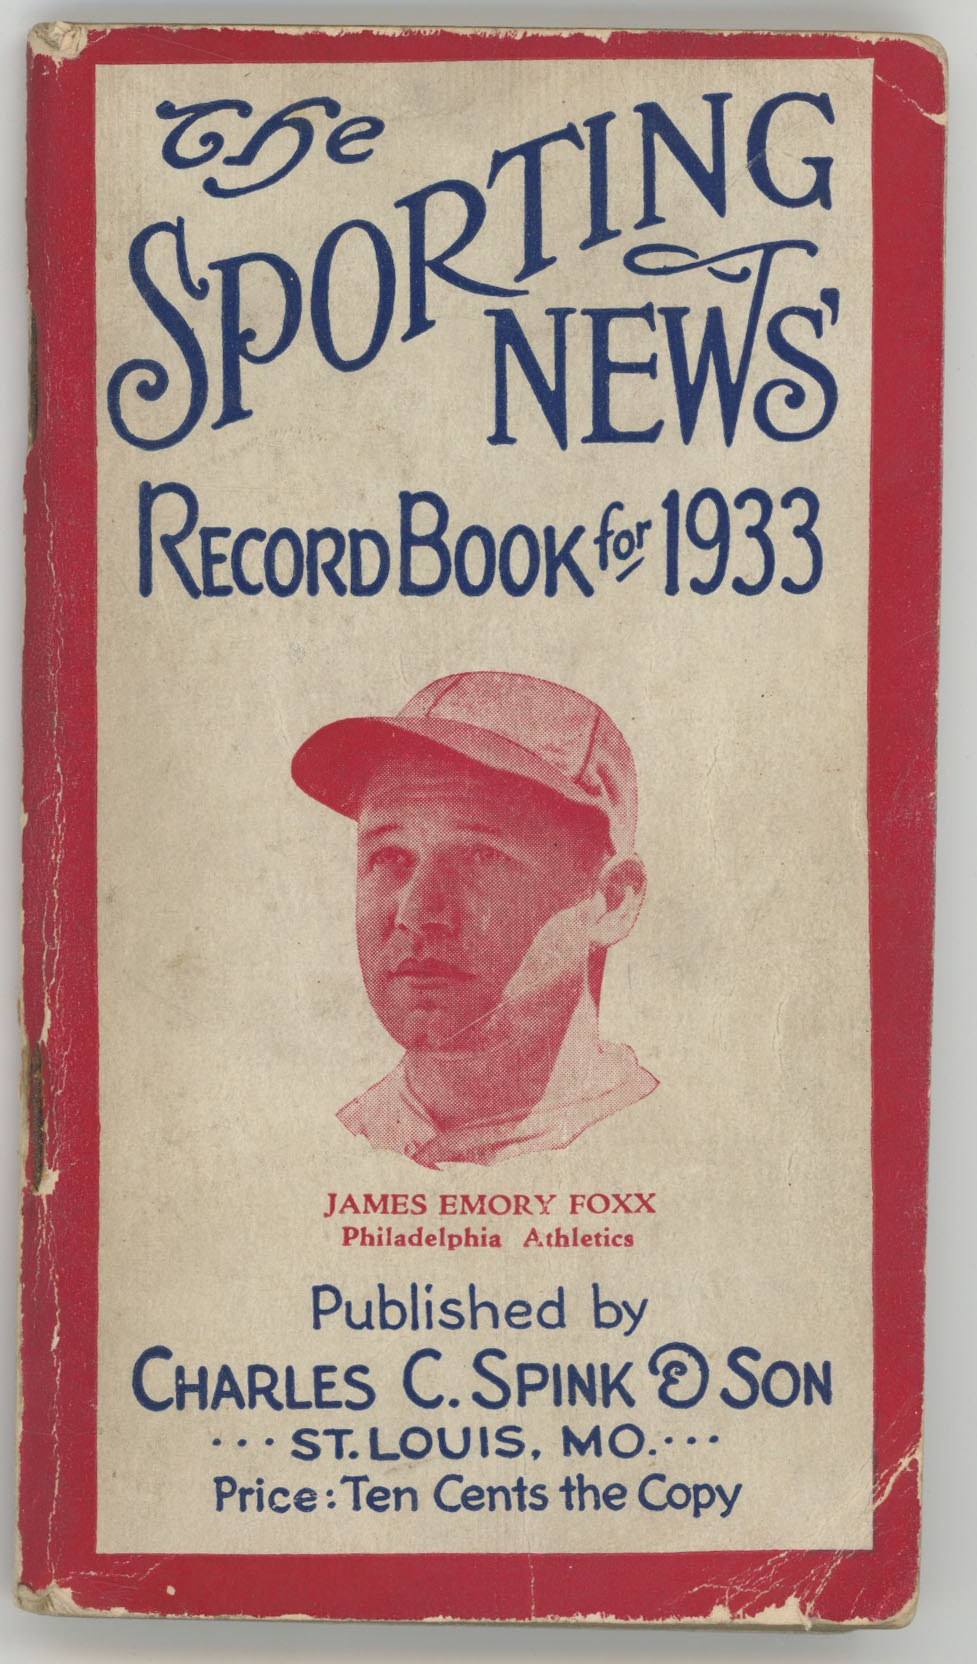 The
SPORTING
NEWS'
RECORD BOOK for 1933
JAMES EMORY FOXX
Philadelphia Athletics
Published by
CHARLES C. SPINK & SON
... ST. LOUIS, MO. ...
Price: Ten Cents the Copy